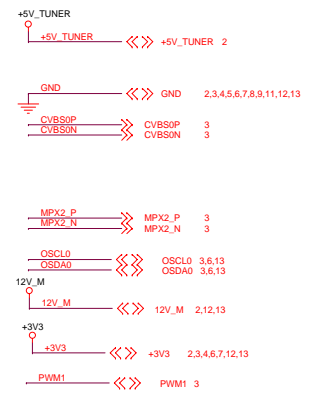 +5V_TUNER
+5V_TUNER +5V_TUNER 2
GND GND 2,3,4,5,6,7,8,9,11,12,13
CVBS0P CVBS0P 3
CVBS0N CVBS0N 3
MPX2_P MPX2_P 3
MPX2_N MPX2_N 3
OSCL0 OSCL0 3,6,13
OSDA0 OSDA0 3,6,13
12V_M
12V_M 12V_M 2,12,13
+3V3
+3V3 +3V3 2,3,4,6,7,12,13
PWM1 PWM1 3